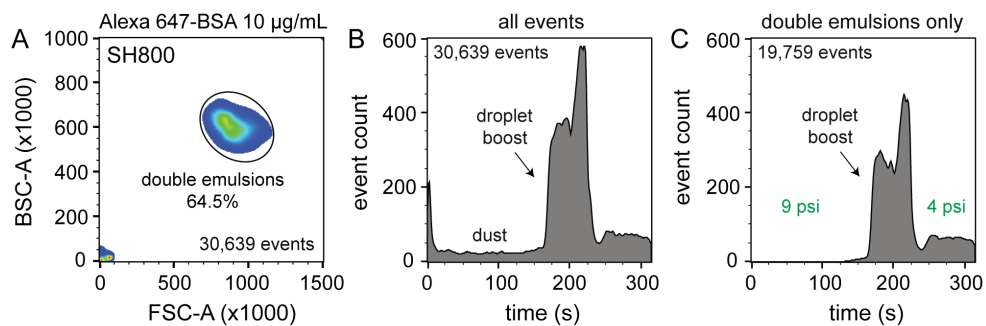 Alexa 647-BSA 10 µg/mL
A
SH800
1000
800
600
400
200
0
BSC-A (x1000)
double emulsions
64.5%
30,639 events
0
500
1000
1500
FSC-A (x1000)
all events
B
600
400
200
0
event count
30,639 events
droplet
boost
dust
0
100
200
300
time (s)
double emulsions only
C
600
400
200
0
event count
19,759 events
droplet
boost
9 psi
4 psi
0
100
200
300
time (s)